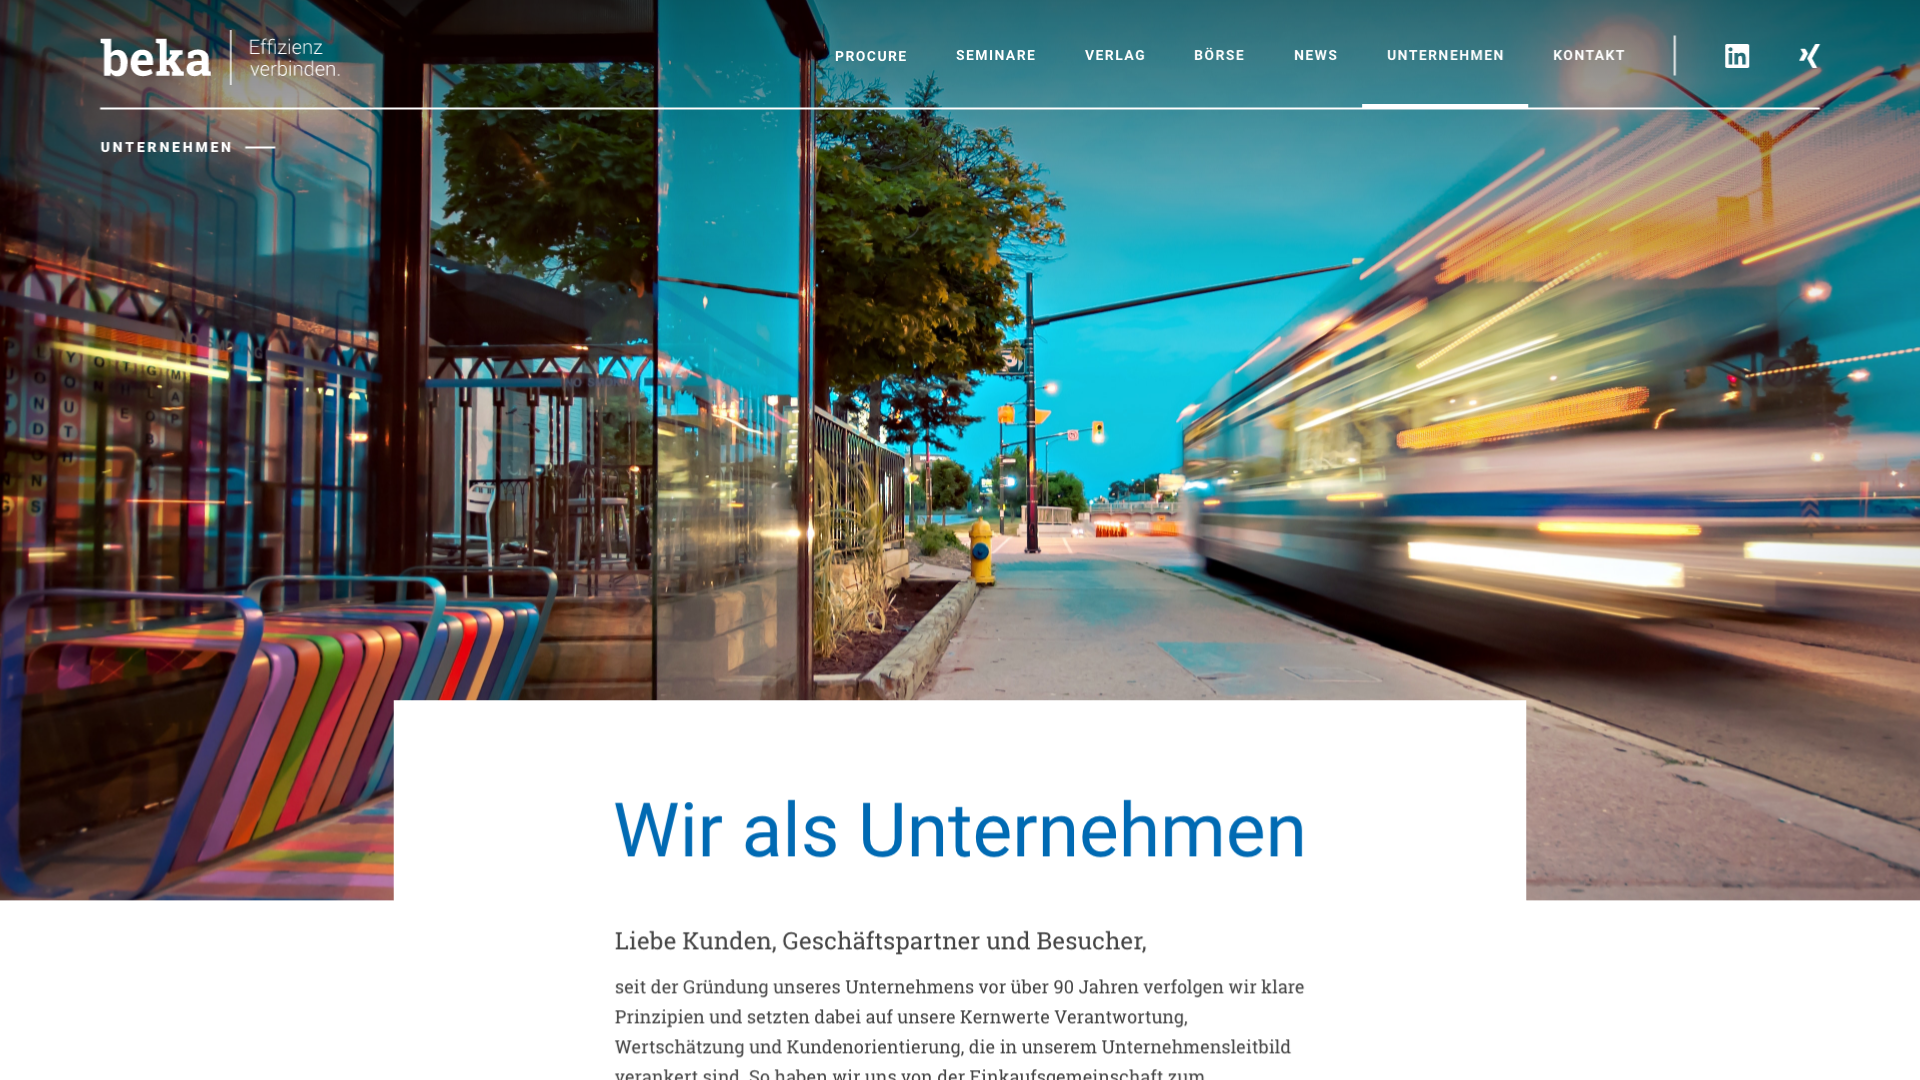 beka
Effizienz
verbinden.
PROCURE
SEMINARE
VERLAG
BÖRSE
NEWS
UNTERNEHMEN
KONTAKT
UNTERNEHMEN
Wir als Unternehmen
Liebe Kunden, Geschäftspartner und Besucher,
seit der Gründung unseres Unternehmens vor über 90 Jahren verfolgen wir klare
Prinzipien und setzten dabei auf unsere Kernwerte Verantwortung,
Wertschätzung und Kundenorientierung, die in unserem Unternehmensleitbild
verankert sind. So haben wir uns von der Einkaufsgemeinschaft zum